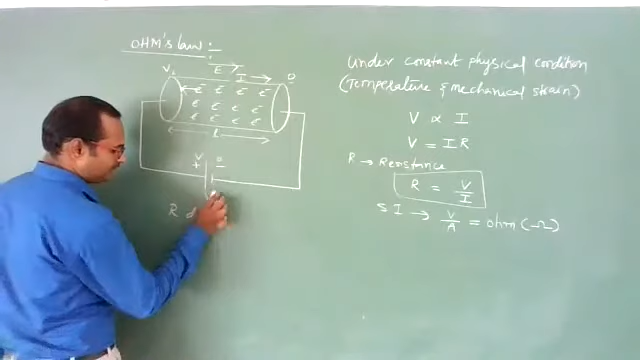 OHM's law :
E
I
V
0
e⁻ e⁻ e⁻ e⁻
e⁻ e⁻ e⁻ e⁻
e⁻ e⁻ e⁻ e⁻
l
V 0
+ −
R
Under constant physical condition
(Temperature & mechanical strain)
V ∝ I
V = IR
R → Resistance
R = V/I
SI → V/A = ohm (Ω)